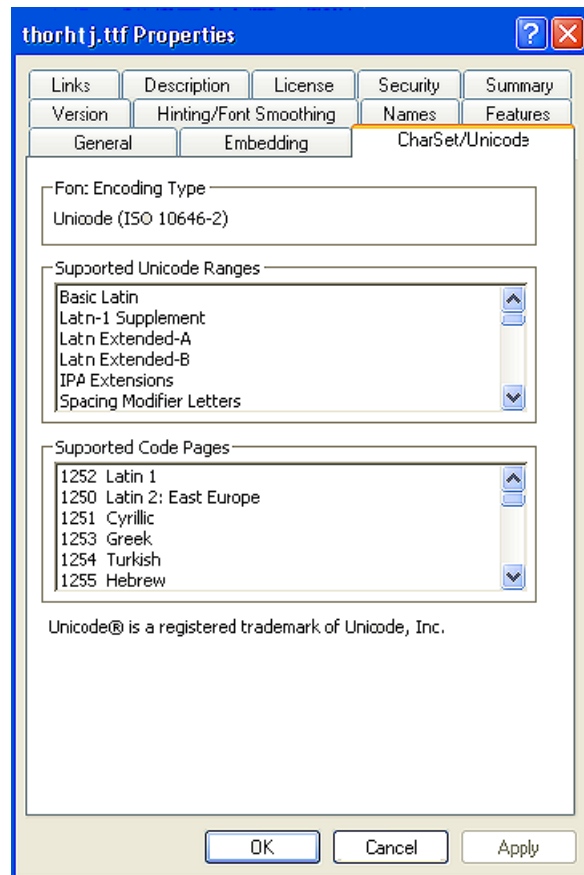 thorhtj.ttf Properties
Links Description License Security Summary
Version Hinting/Font Smoothing Names Features
General Embedding CharSet/Unicode
Font Encoding Type
Unicode (ISO 10646-2)
Supported Unicode Ranges
Basic Latin
Latn-1 Supplement
Latn Extended-A
Latn Extended-B
IPA Extensions
Spacing Modifier Letters
Supported Code Pages
1252 Latin 1
1250 Latin 2: East Europe
1251 Cyrillic
1253 Greek
1254 Turkish
1255 Hebrew
Unicode® is a registered trademark of Unicode, Inc.
OK Cancel Apply